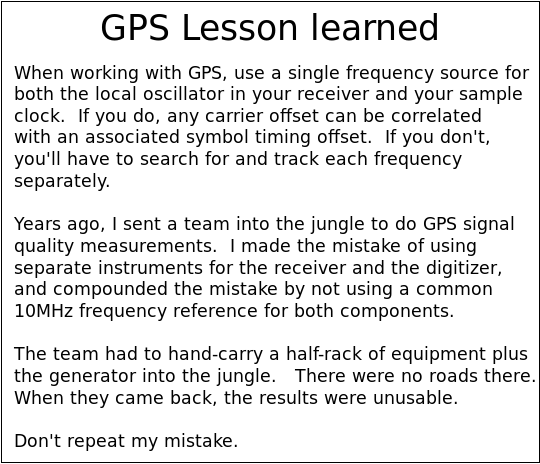 GPS Lesson learned
When working with GPS, use a single frequency source for
both the local oscillator in your receiver and your sample
clock.  If you do, any carrier offset can be correlated
with an associated symbol timing offset.  If you don't,
you'll have to search for and track each frequency
separately.
Years ago, I sent a team into the jungle to do GPS signal
quality measurements.  I made the mistake of using
separate instruments for the receiver and the digitizer,
and compounded the mistake by not using a common
10MHz frequency reference for both components.
The team had to hand-carry a half-rack of equipment plus
the generator into the jungle.   There were no roads there.
When they came back, the results were unusable.
Don't repeat my mistake.